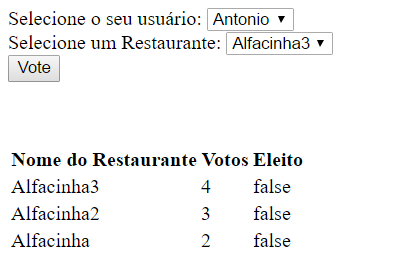 Selecione o seu usuário: Antonio
Selecione um Restaurante: Alfacinha3
Vote
Nome do Restaurante Votos Eleito
Alfacinha3 4 false
Alfacinha2 3 false
Alfacinha 2 false